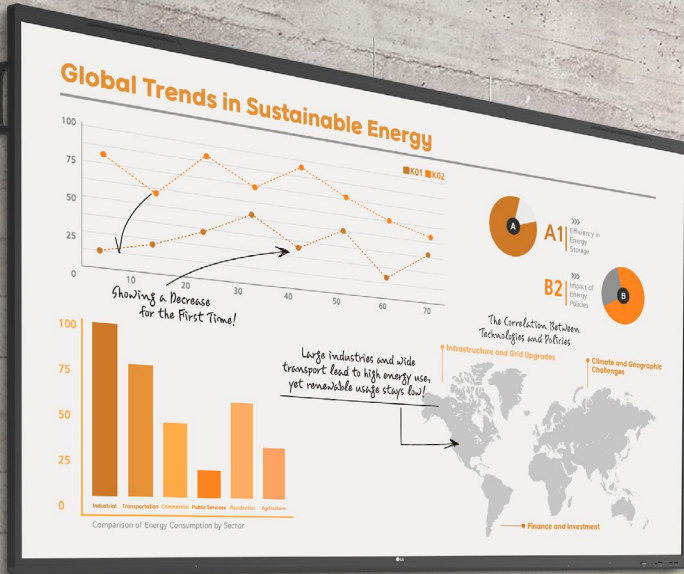 Global Trends in Sustainable Energy
100
75
50
25
0
10
20
30
40
50
60
70
K01 K02
Showing a Decrease
for the First Time!
A
A1
Efficiency in
Energy
Storage
B2
Impact of
Energy
Policies
B
The Correlation Between
Technologies and Policies
100
75
50
25
0
Industrial Transportation Commercial Public Services Residential Agriculture
Comparison of Energy Consumption by Sector
Large industries and wide
transport lead to high energy use,
yet renewable usage stays low!
Infrastructure and Grid Upgrades
Climate and Geographic
Challenges
Finance and Investment
LG